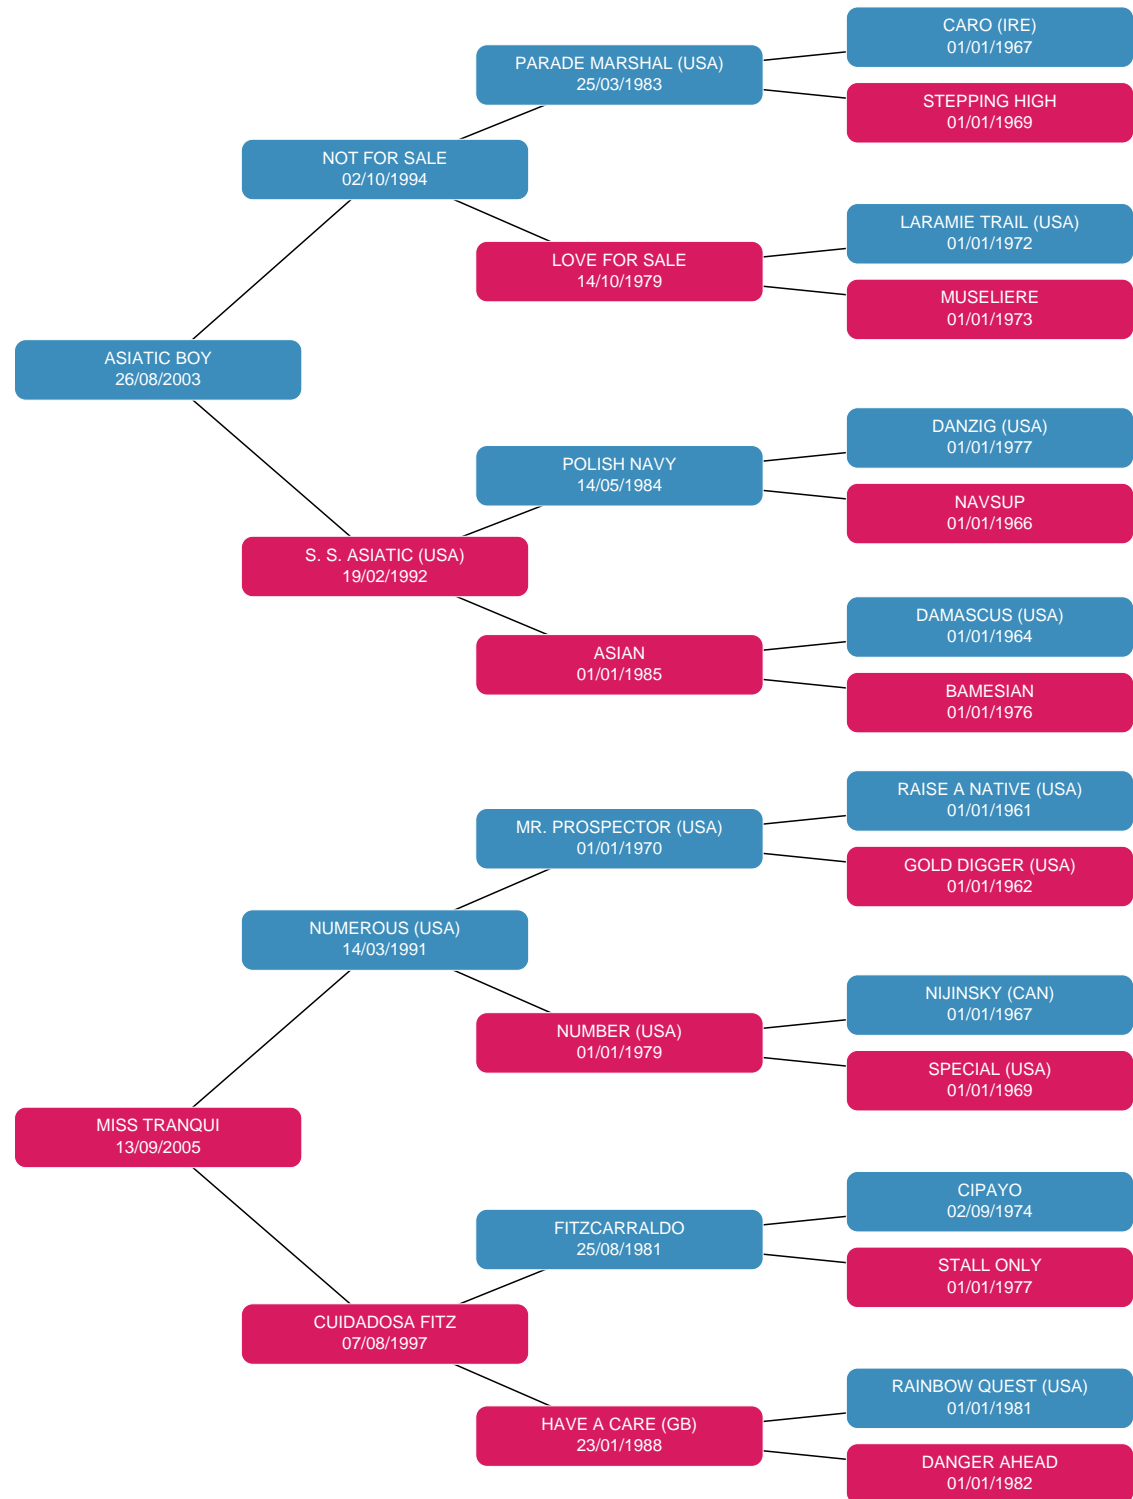 CARO (IRE)
01/01/1967
PARADE MARSHAL (USA)
25/03/1983
STEPPING HIGH
01/01/1969
NOT FOR SALE
02/10/1994
LARAMIE TRAIL (USA)
01/01/1972
LOVE FOR SALE
14/10/1979
MUSELIERE
01/01/1973
ASIATIC BOY
26/08/2003
DANZIG (USA)
01/01/1977
POLISH NAVY
14/05/1984
NAVSUP
01/01/1966
S. S. ASIATIC (USA)
19/02/1992
DAMASCUS (USA)
01/01/1964
ASIAN
01/01/1985
BAMESIAN
01/01/1976
RAISE A NATIVE (USA)
01/01/1961
MR. PROSPECTOR (USA)
01/01/1970
GOLD DIGGER (USA)
01/01/1962
NUMEROUS (USA)
14/03/1991
NIJINSKY (CAN)
01/01/1967
NUMBER (USA)
01/01/1979
SPECIAL (USA)
01/01/1969
MISS TRANQUI
13/09/2005
CIPAYO
02/09/1974
FITZCARRALDO
25/08/1981
STALL ONLY
01/01/1977
CUIDADOSA FITZ
07/08/1997
RAINBOW QUEST (USA)
01/01/1981
HAVE A CARE (GB)
23/01/1988
DANGER AHEAD
01/01/1982